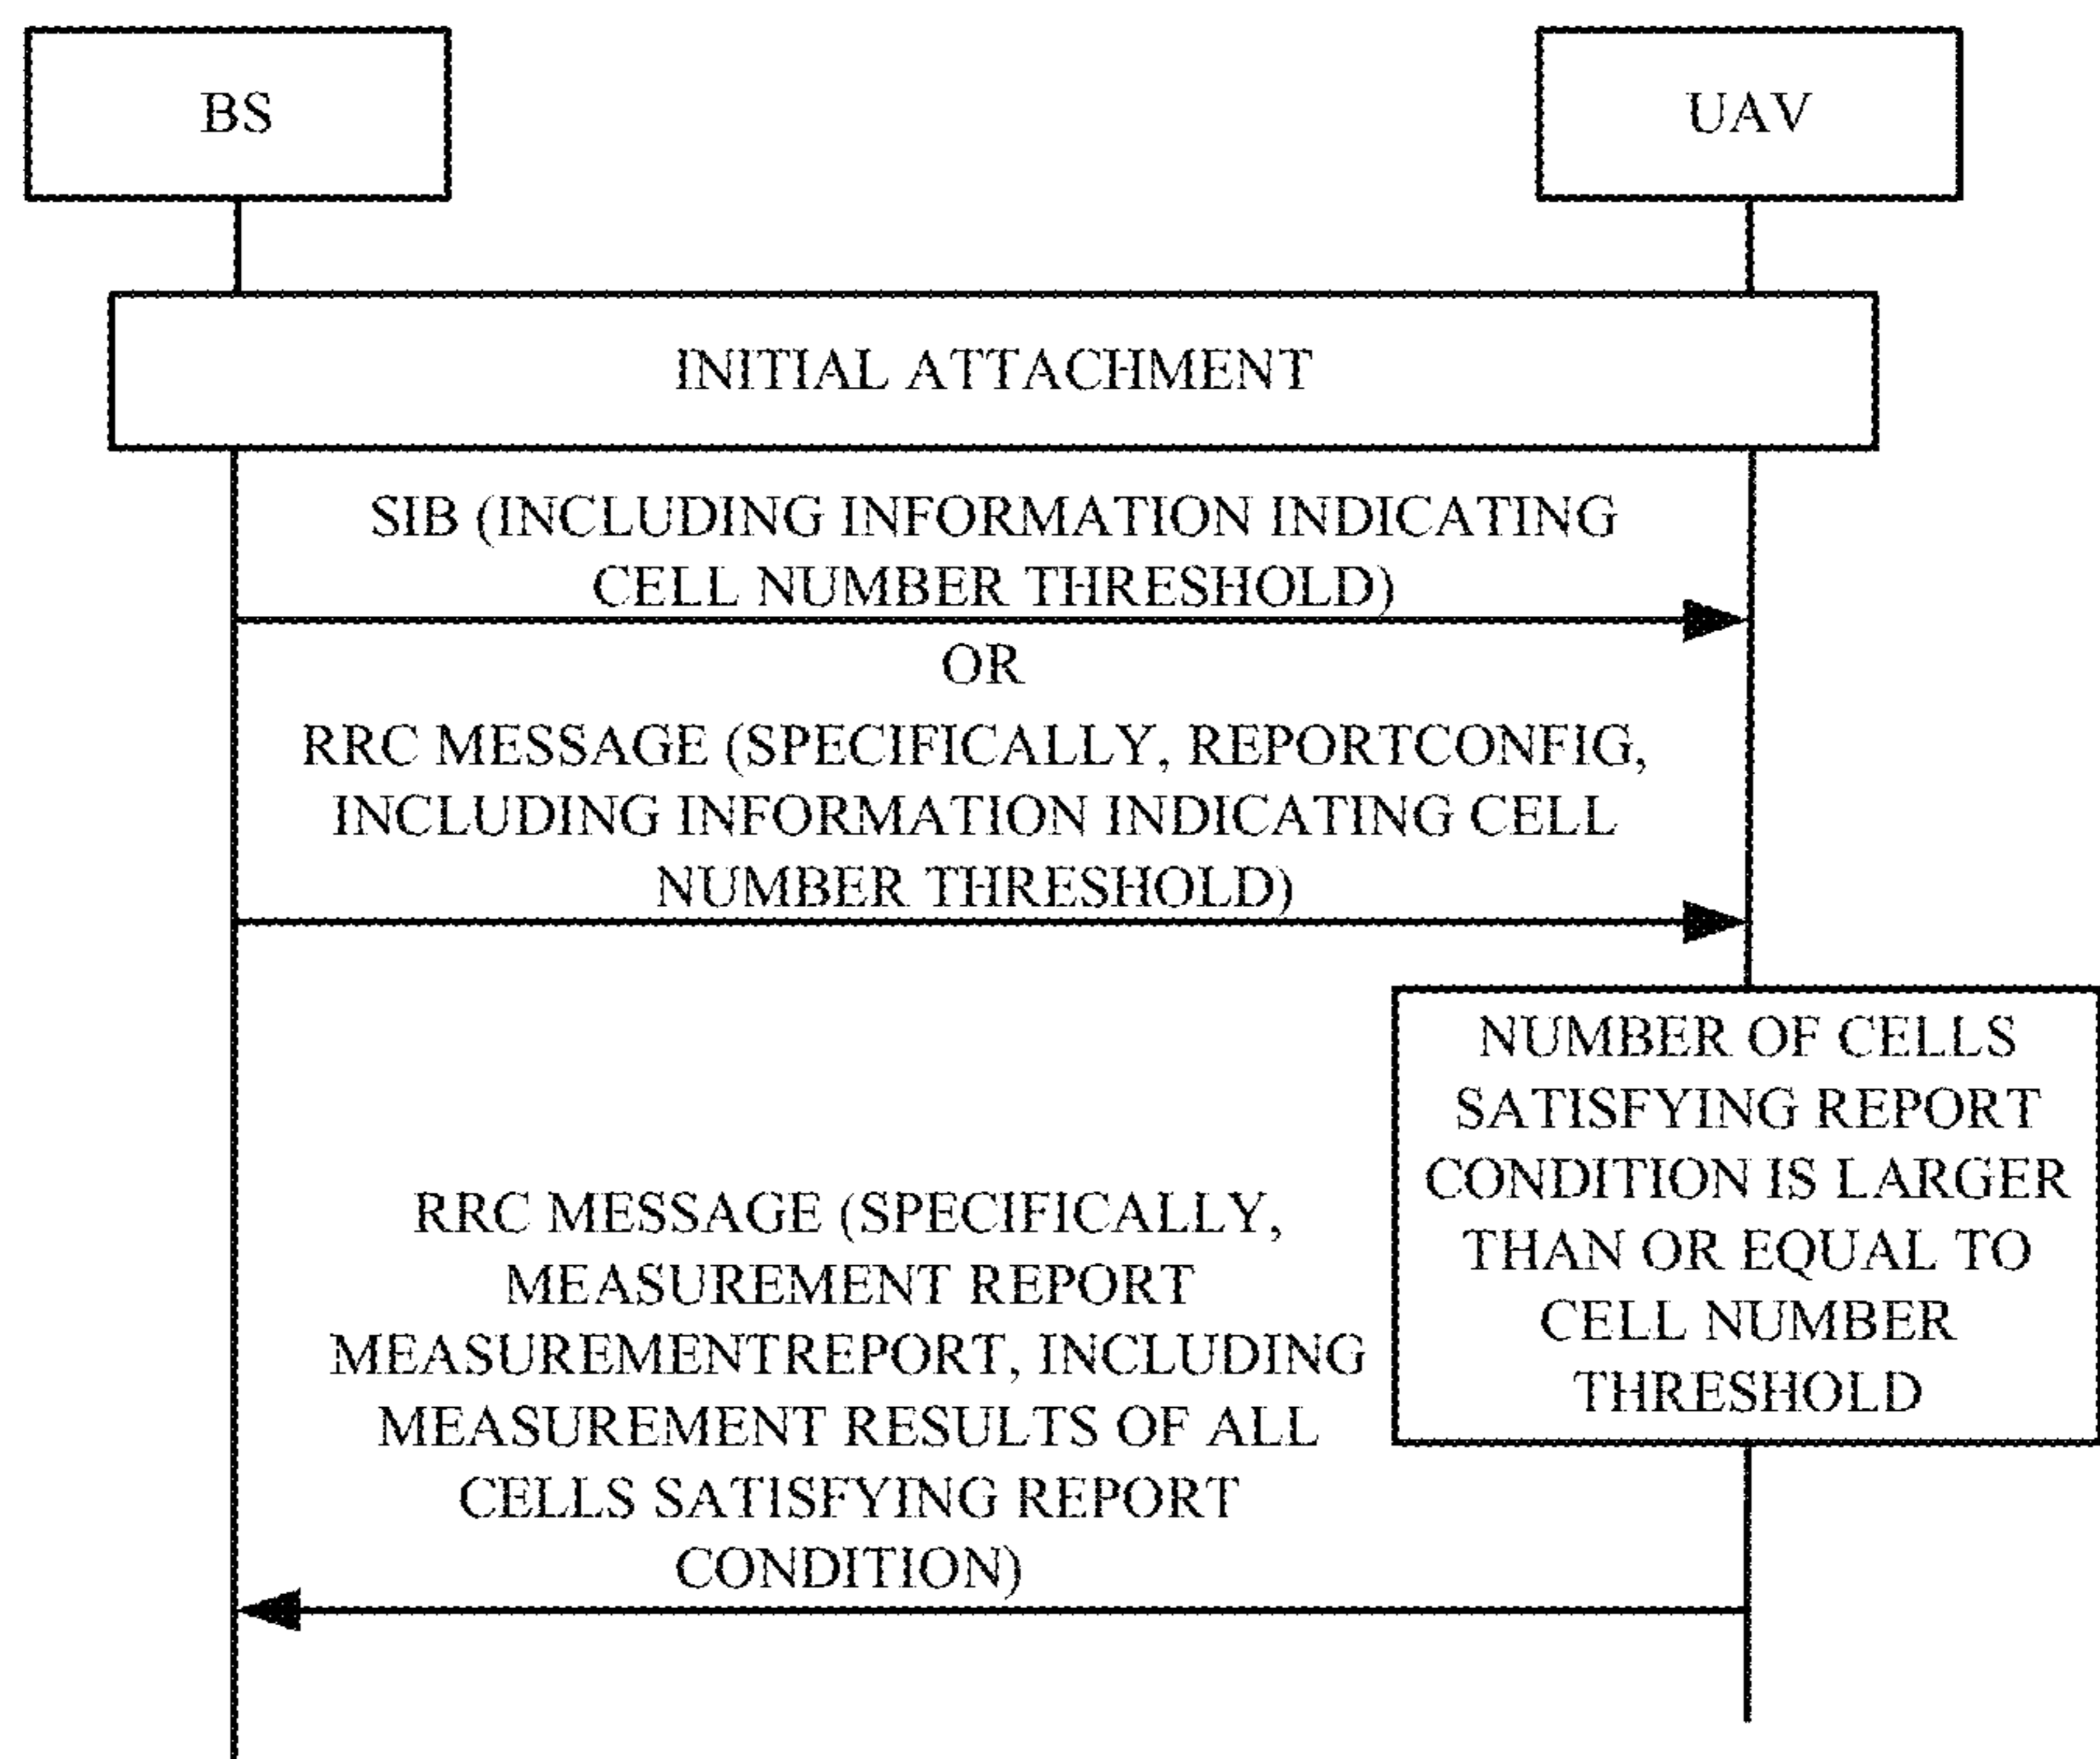 BS
UAV
INITIAL ATTACHMENT
SIB (INCLUDING INFORMATION INDICATING
CELL NUMBER THRESHOLD)
OR
RRC MESSAGE (SPECIFICALLY, REPORTCONFIG,
INCLUDING INFORMATION INDICATING CELL
NUMBER THRESHOLD)
NUMBER OF CELLS
SATISFYING REPORT
CONDITION IS LARGER
THAN OR EQUAL TO
CELL NUMBER
THRESHOLD
RRC MESSAGE (SPECIFICALLY,
MEASUREMENT REPORT
MEASUREMENTREPORT, INCLUDING
MEASUREMENT RESULTS OF ALL
CELLS SATISFYING REPORT
CONDITION)